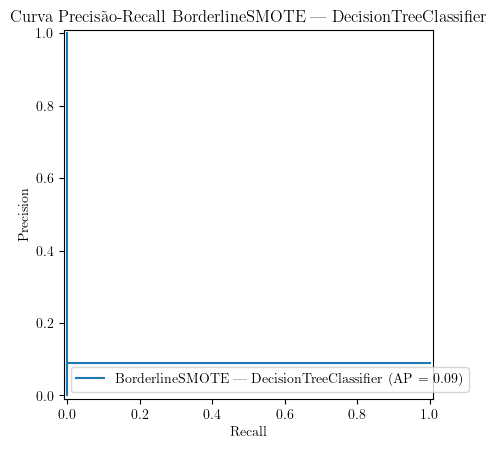 Curva Precisão-Recall BorderlineSMOTE — DecisionTreeClassifier
1.0
0.8
0.6
0.4
0.2
0.0
Precision
BorderlineSMOTE — DecisionTreeClassifier (AP = 0.09)
0.0 0.2 0.4 0.6 0.8 1.0
Recall